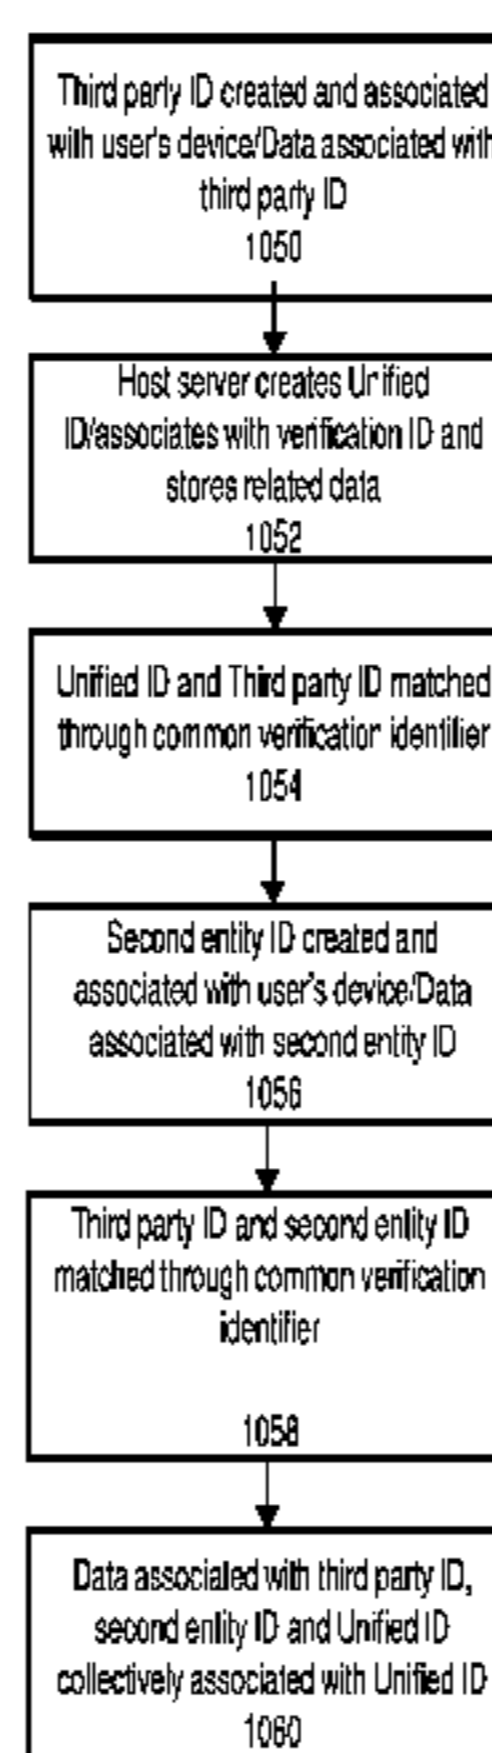 Third party ID created and associated
with user's device/Data associated with
third party ID
1050
Host server creates Unified
ID/associates with verification ID and
stores related data
1052
Unified ID and Third party ID matched
through common verification identifier
1054
Second entity ID created and
associated with user's device/Data
associated with second entity ID
1056
Third party ID and second entity ID
matched through common verification
identifier
1058
Data associated with third party ID,
second entity ID and Unified ID
collectively associated with Unified ID
1060